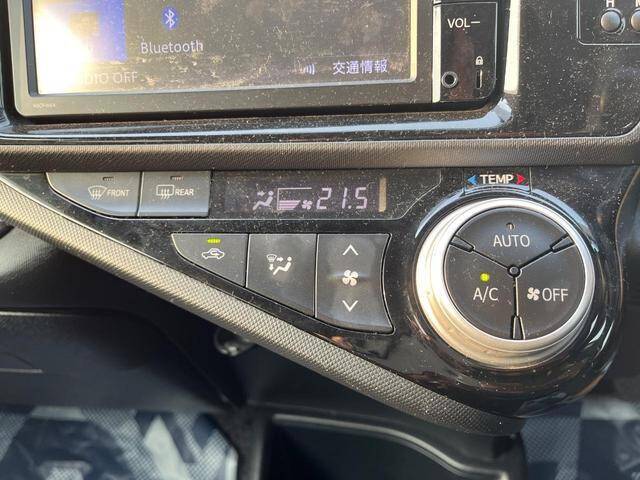 Bluetooth
VOL−
交通情報
H
FRONT
REAR
21.5
TEMP
AUTO
A/C
OFF